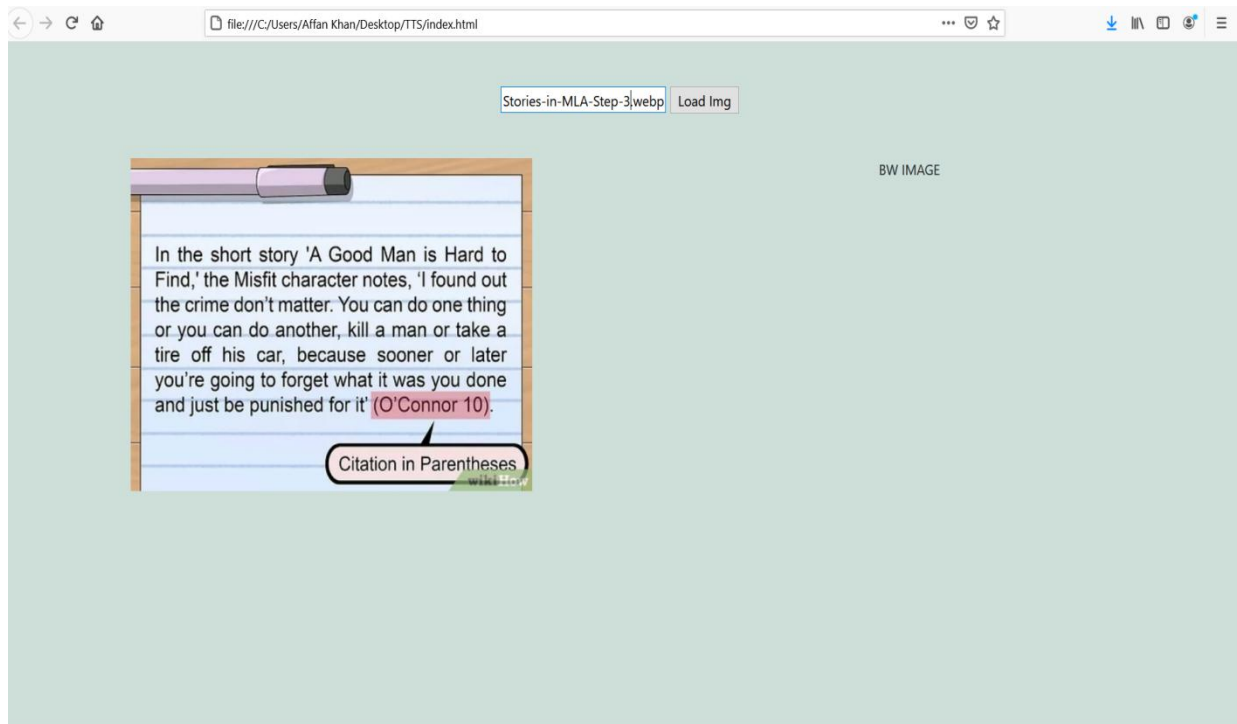 file:///C:/Users/Affan Khan/Desktop/TTS/index.html
Stories-in-MLA-Step-3.webp Load Img
BW IMAGE
In the short story 'A Good Man is Hard to
Find,' the Misfit character notes, ‘I found out
the crime don’t matter. You can do one thing
or you can do another, kill a man or take a
tire off his car, because sooner or later
you’re going to forget what it was you done
and just be punished for it’ (O’Connor 10).
Citation in Parentheses
wikiHow